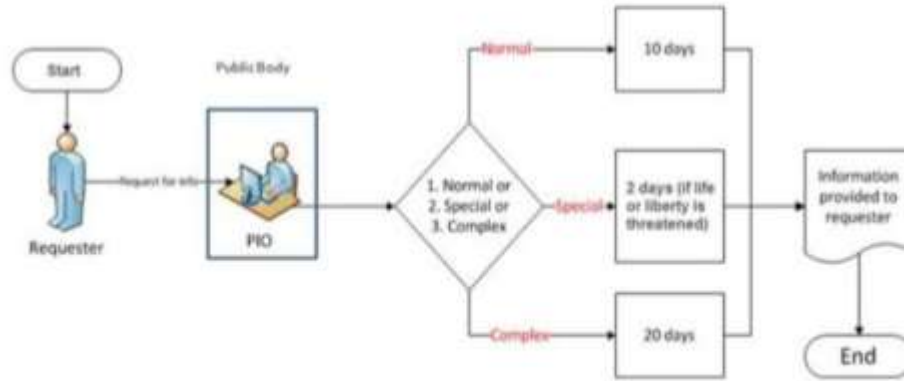 Start
Requester
Request for info
Public Body
PIO
1. Normal or
2. Special or
3. Complex
Normal
10 days
Special
2 days (if life
or liberty is
threatened)
Complex
20 days
Information
provided to
requester
End